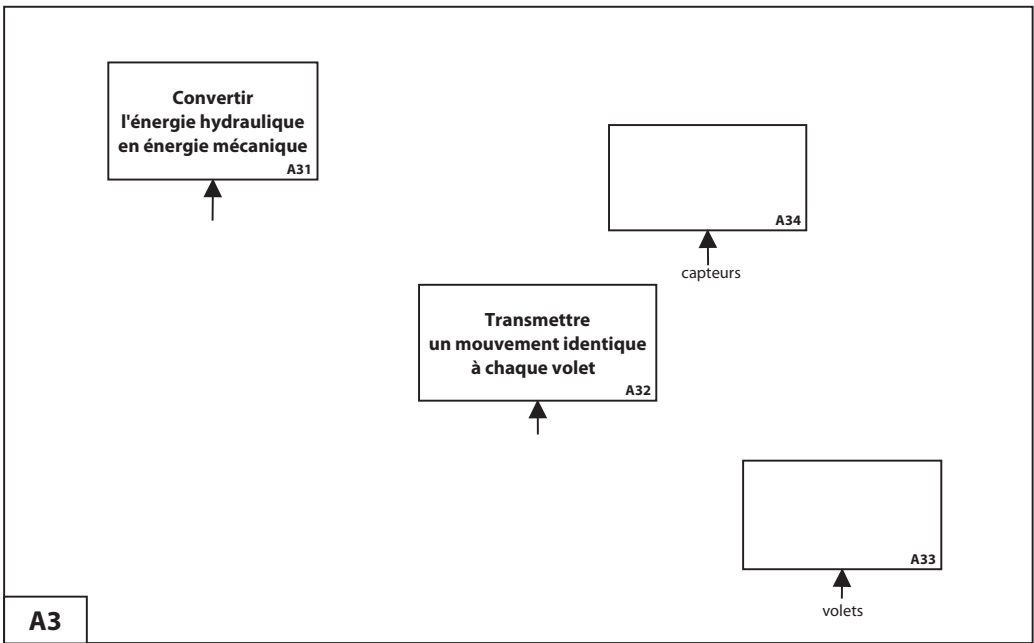 Convertir
l'énergie hydraulique
en énergie mécanique
A31
A34
capteurs
Transmettre
un mouvement identique
à chaque volet
A32
A33
volets
A3